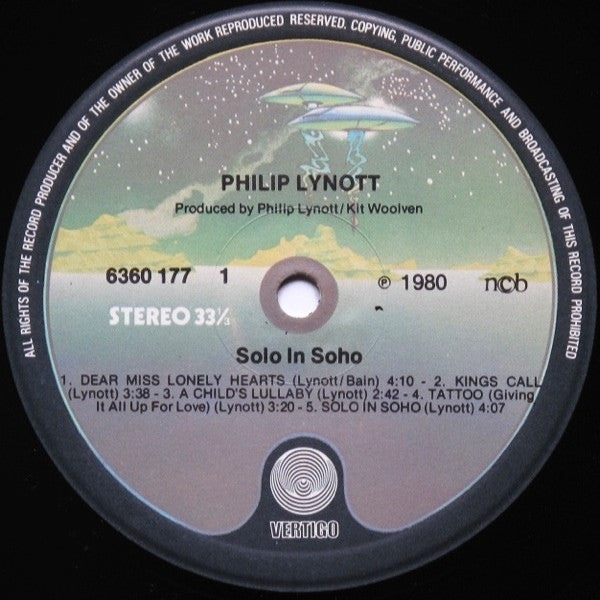 ALL RIGHTS OF THE RECORD PRODUCER AND OF THE OWNER OF THE WORK REPRODUCED RESERVED. COPYING, PUBLIC PERFORMANCE AND BROADCASTING OF THIS RECORD PROHIBITED
PHILIP LYNOTT
Produced by Philip Lynott/Kit Woolven
6360 177 1 ℗ 1980 ncb
STEREO 33⅓
Solo In Soho
1. DEAR MISS LONELY HEARTS (Lynott/Bain) 4:10 - 2. KINGS CALL
(Lynott) 3:38 - 3. A CHILD'S LULLABY (Lynott) 2:42 - 4. TATTOO (Giving
It All Up For Love) (Lynott) 3:20 - 5. SOLO IN SOHO (Lynott) 4:07
VERTIGO